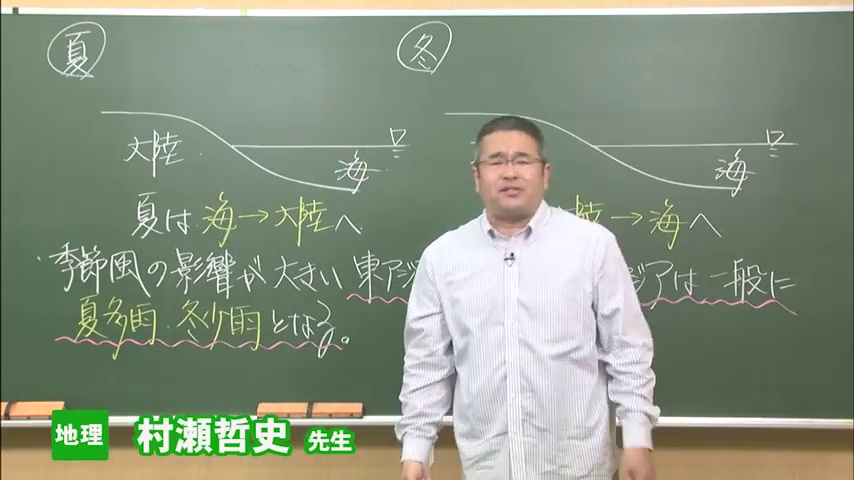 夏
冬
大陸
海
海
夏は海→大陸へ
陸→海へ
季節風の影響が大きい東アジ
ジアは一般に
夏多雨・冬少雨となる。
地理
村瀬哲史 先生